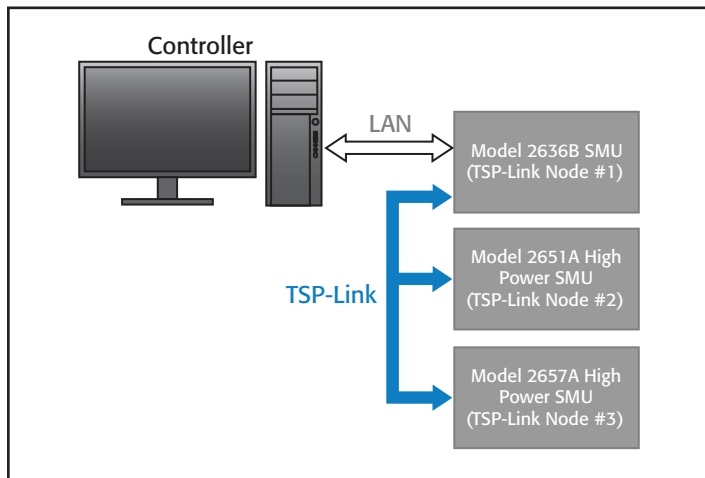 Controller
LAN
Model 2636B SMU
(TSP-Link Node #1)
Model 2651A High
Power SMU
(TSP-Link Node #2)
TSP-Link
Model 2657A High
Power SMU
(TSP-Link Node #3)